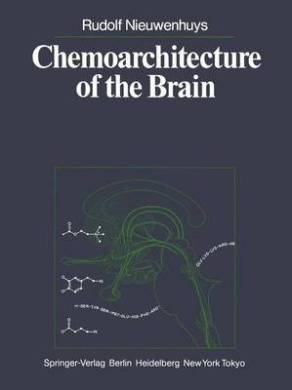 Rudolf Nieuwenhuys
Chemoarchitecture
of the Brain
Springer-Verlag Berlin Heidelberg New York Tokyo